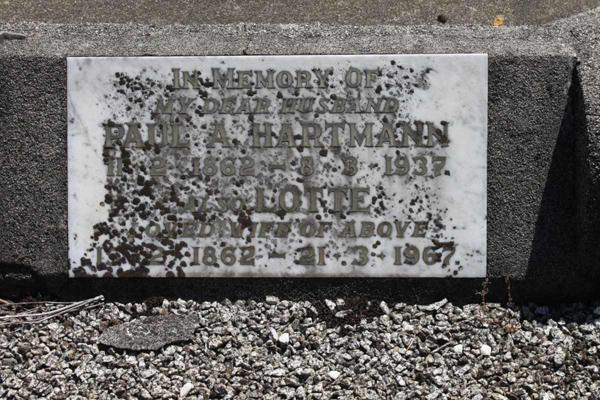 In Memory of
my dear husband
PAUL A. HARTMANN
11. 2. 1862 – 8. 3. 1937.
also LOTTE
loved wife of above
2. 1862 – 21. 3. 1967